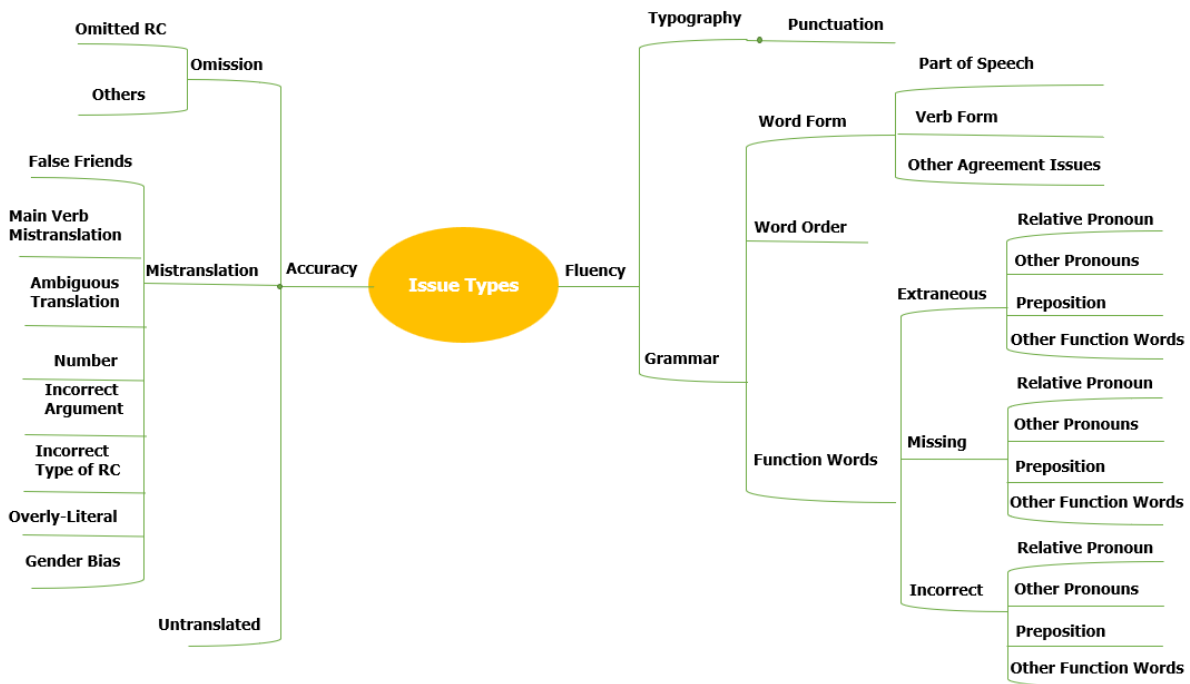 Issue Types
Accuracy
Omission
Omitted RC
Others
Mistranslation
False Friends
Main Verb
Mistranslation
Ambiguous
Translation
Number
Incorrect
Argument
Incorrect
Type of RC
Overly-Literal
Gender Bias
Untranslated
Fluency
Typography
Punctuation
Grammar
Word Form
Part of Speech
Verb Form
Other Agreement Issues
Word Order
Function Words
Extraneous
Relative Pronoun
Other Pronouns
Preposition
Other Function Words
Missing
Relative Pronoun
Other Pronouns
Preposition
Other Function Words
Incorrect
Relative Pronoun
Other Pronouns
Preposition
Other Function Words